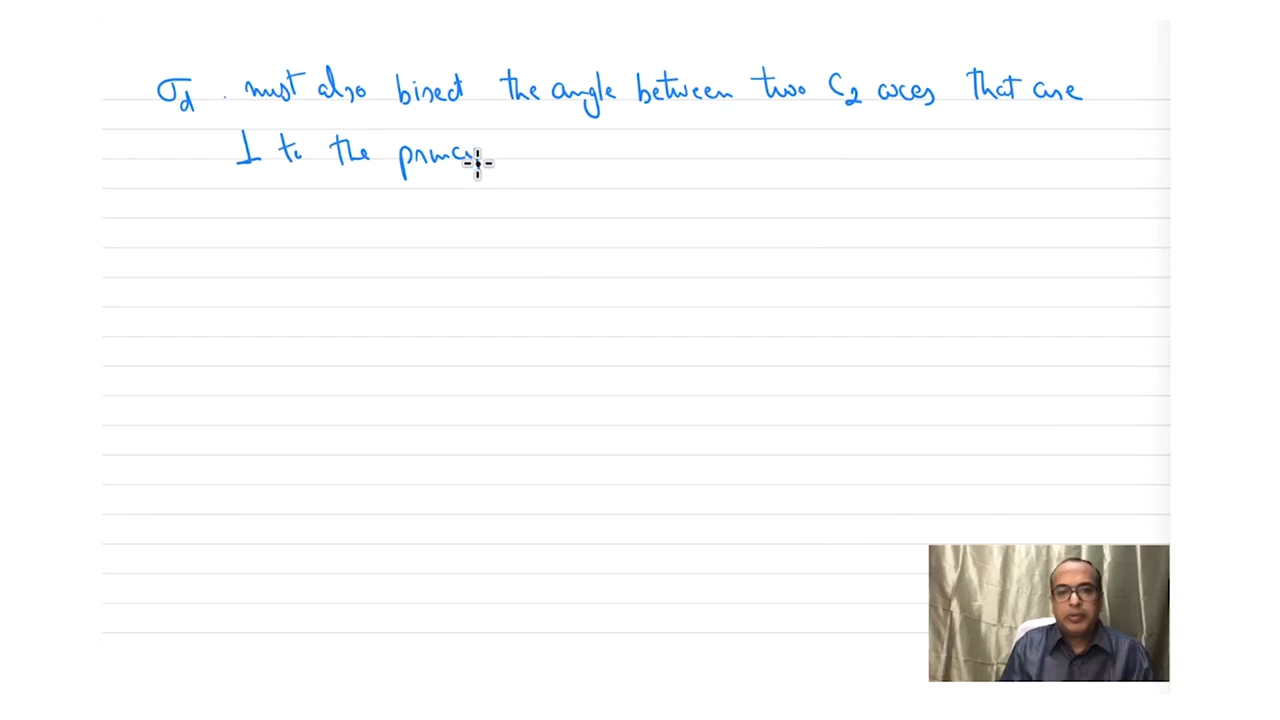 σd must also bisect the angle between two C2 axes that are
⊥ to the princ